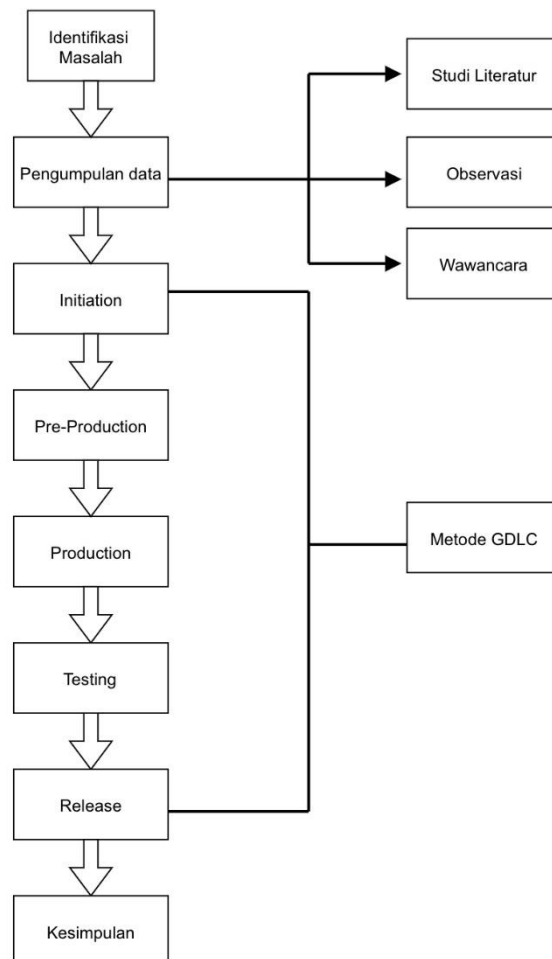 Identifikasi
Masalah
Studi Literatur
Pengumpulan data
Observasi
Wawancara
Initiation
Pre-Production
Production
Metode GDLC
Testing
Release
Kesimpulan